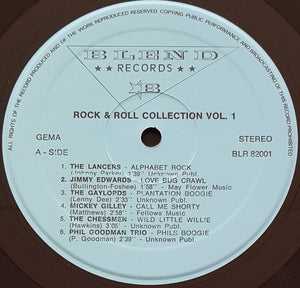 ALL RIGHTS OF THE RECORD PRODUCER AND OF THE OWNER OF THE WORK REPRODUCED RESERVED. COPYING, PUBLIC PERFORMANCE AND BROADCASTING OF THIS RECORD PROHIBITED.
BLEND
RECORDS
B
ROCK & ROLL COLLECTION VOL. 1
GEMA
STEREO
A - SIDE
BLR 82001
1. THE LANCERS - ALPHABET ROCK
(Johnny Parker) 1'39" - Unknown Publ.
2. JIMMY EDWARDS - LOVE BUG CRAWL
(Bullington-Foshee) 1'58" - May Flower Music
3. THE GAYLORDS - PLANTATION BOOGIE
(Lenny Dee) 2'33" - Unknown Publ.
4. MICKEY GILLEY - CALL ME SHORTY
(Matthews) 2'58" - Fellows Music
5. THE CHESSMEN - WILD LITTLE WILLIE
(Hawkins) 3'05" - Unknown Publ.
6. PHIL GOODMAN TRIO - PHILS BOOGIE
(P. Goodman) 2'39" - Unknown Publ.